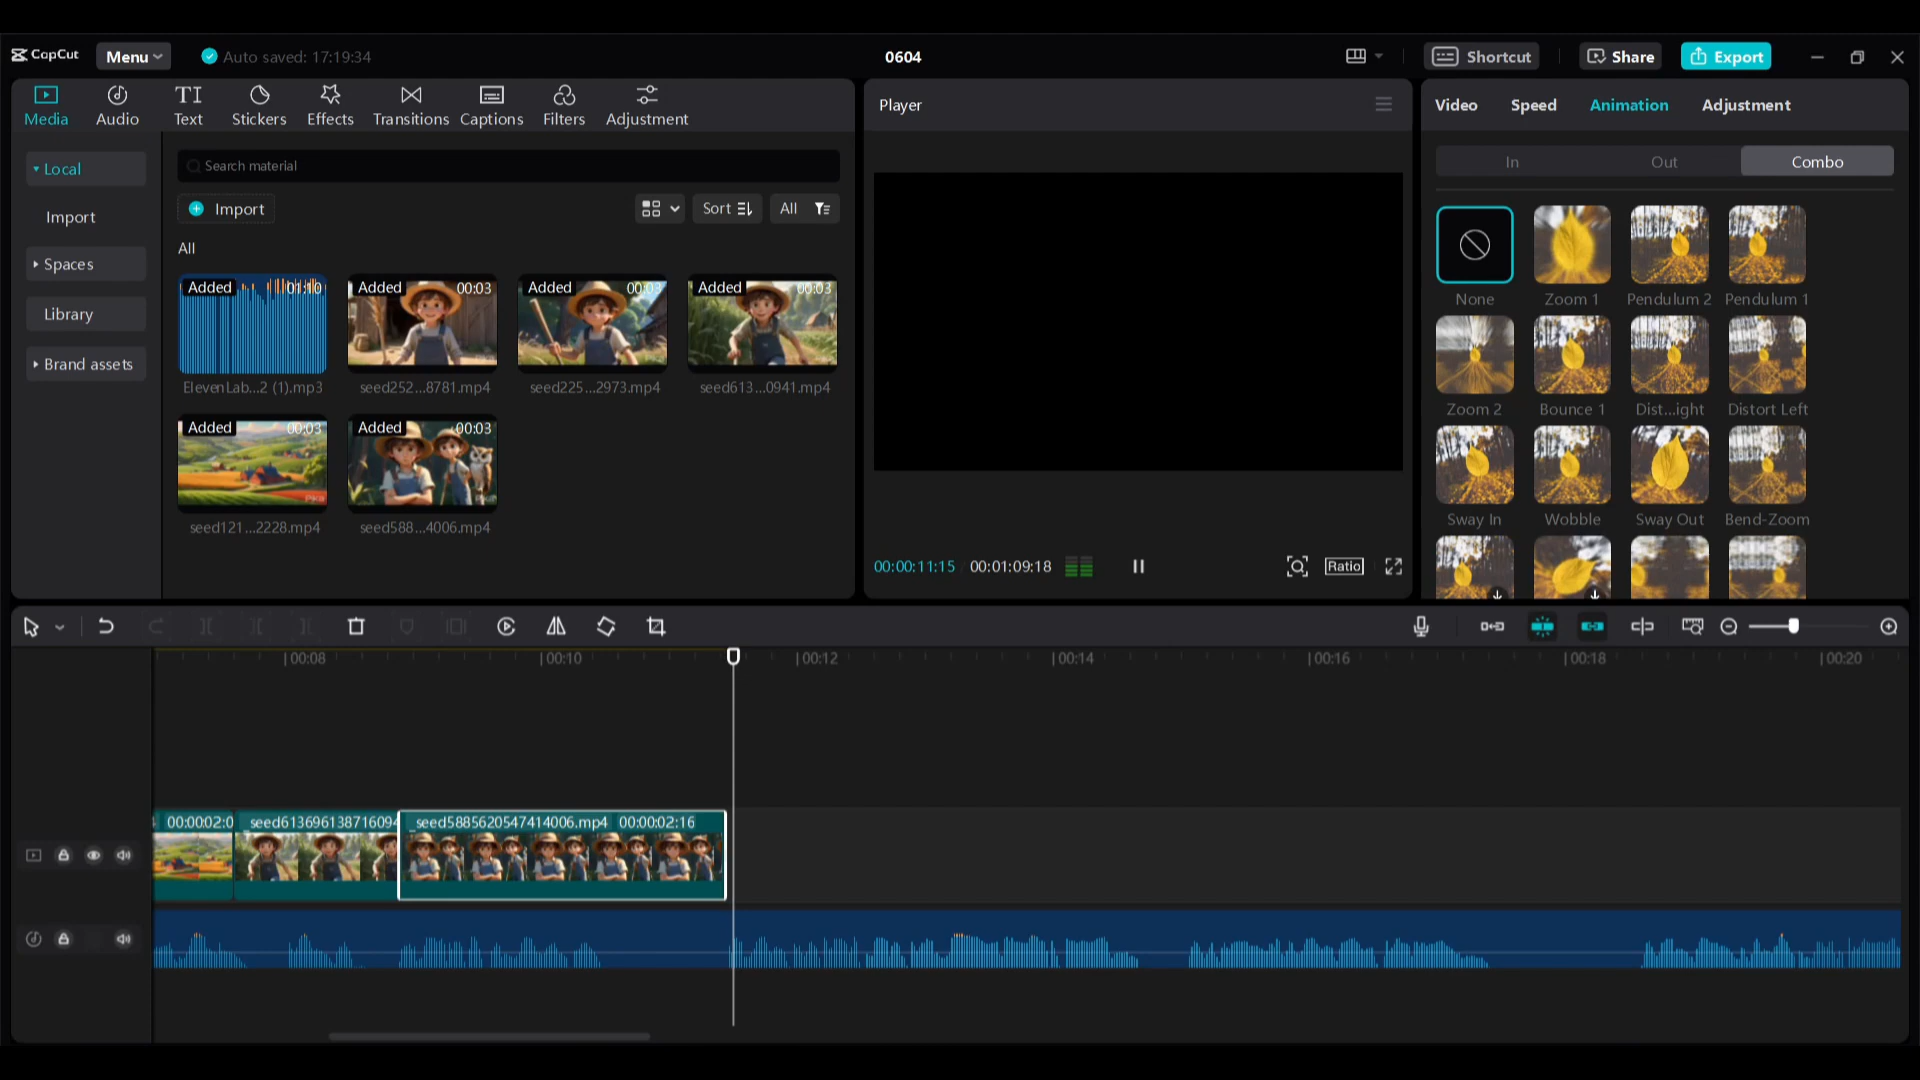 CapCut
Menu
Auto saved: 17:19:34
0604
Shortcut
Share
Export
Media
Audio
TI
Text
Stickers
Effects
Transitions
Captions
Filters
Adjustment
Local
Import
Spaces
Library
Brand assets
Search material
Import
Sort
All
All
Added
01:10
ElevenLab...2 (1).mp3
Added
00:03
seed252...8781.mp4
Added
00:03
seed225...2973.mp4
Added
00:03
seed613...0941.mp4
Added
00:03
seed121...2228.mp4
Added
00:03
seed588...4006.mp4
Player
00:00:11:15
00:01:09:18
Ratio
Video
Speed
Animation
Adjustment
In
Out
Combo
None
Zoom 1
Pendulum 2
Pendulum 1
Zoom 2
Bounce 1
Dist...ight
Distort Left
Sway In
Wobble
Sway Out
Bend-Zoom
00:08
00:10
00:12
00:14
00:16
00:18
00:20
00:00:02:0
_seed61369613871609
_seed5885620547414006.mp4 00:00:02:16